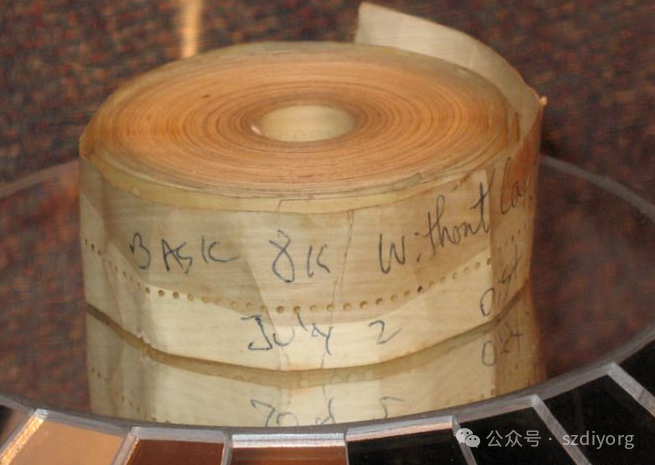 BASIC 8K Without
July 2
公众号 · szdiyorg